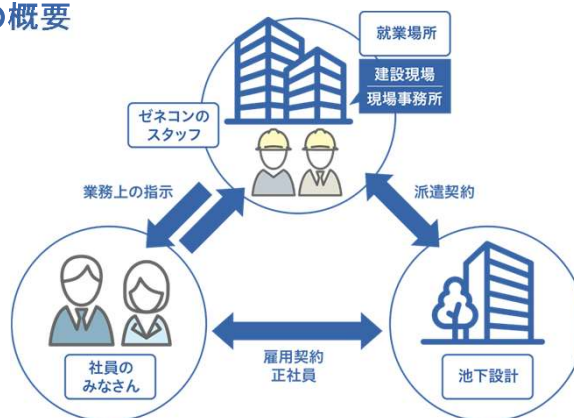 概要
就業場所
建設現場
現場事務所
ゼネコンの
スタッフ
業務上の指示
派遣契約
社員の
みなさん
雇用契約
正社員
池下設計